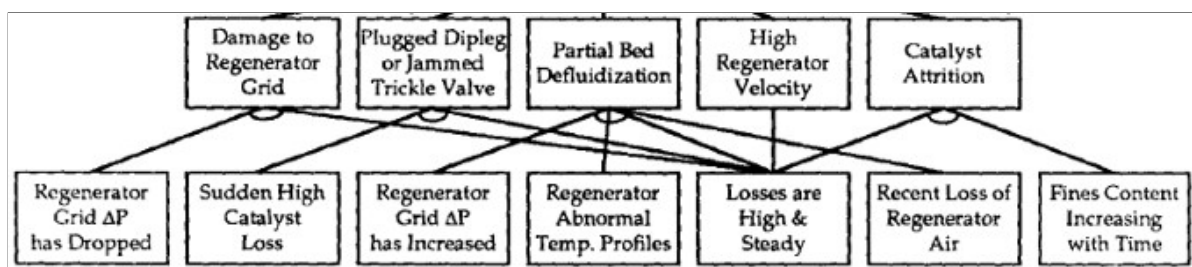 Damage to
Regenerator
Grid
Plugged Dipleg
or Jammed
Trickle Valve
Partial Bed
Defluidization
High
Regenerator
Velocity
Catalyst
Attrition
Regenerator
Grid ΔP
has Dropped
Sudden High
Catalyst
Loss
Regenerator
Grid ΔP
has Increased
Regenerator
Abnormal
Temp. Profiles
Losses are
High &
Steady
Recent Loss of
Regenerator
Air
Fines Content
Increasing
with Time